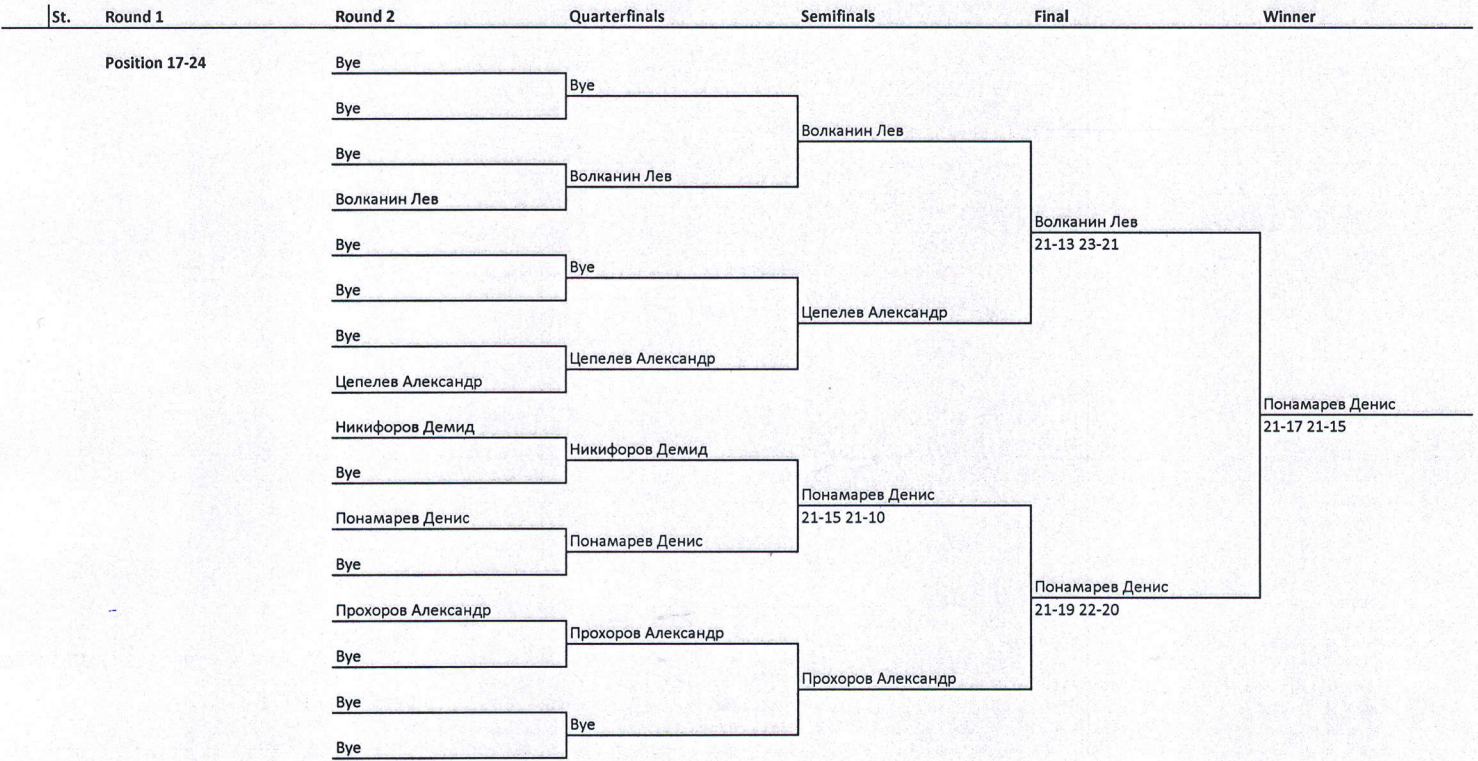 St. Round 1 Round 2 Quarterfinals Semifinals Final Winner
Position 17-24 Bye
Bye
Bye
Волканин Лев
Bye
Волканин Лев
Волканин Лев
Волканин Лев
Bye
21-13 23-21
Bye
Bye
Цепелев Александр
Bye
Цепелев Александр
Цепелев Александр
Понамарев Денис
Никифоров Демид
21-17 21-15
Никифоров Демид
Bye
Понамарев Денис
Понамарев Денис
21-15 21-10
Понамарев Денис
Bye
Понамарев Денис
Прохоров Александр
21-19 22-20
Прохоров Александр
Bye
Прохоров Александр
Bye
Bye
Bye